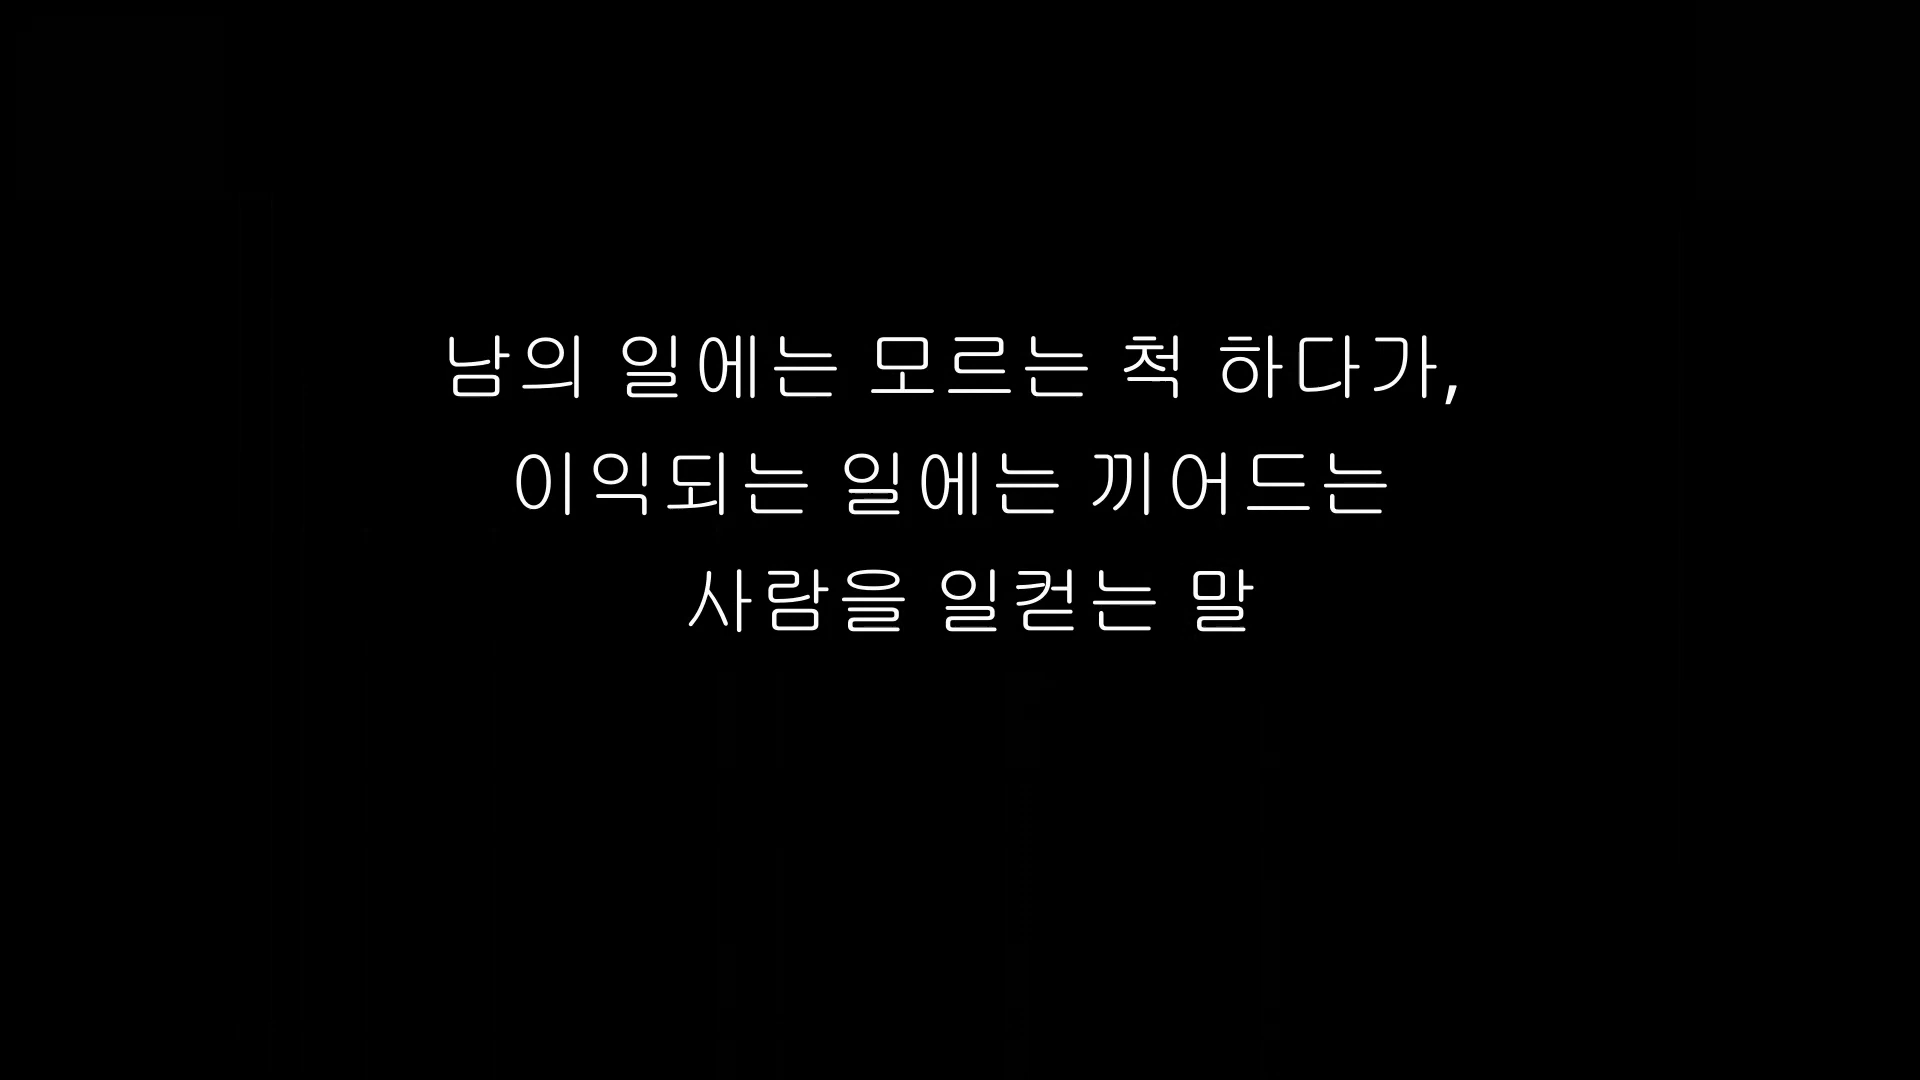 남의 일에는 모르는 척 하다가,
이익되는 일에는 끼어드는
사람을 일컫는 말